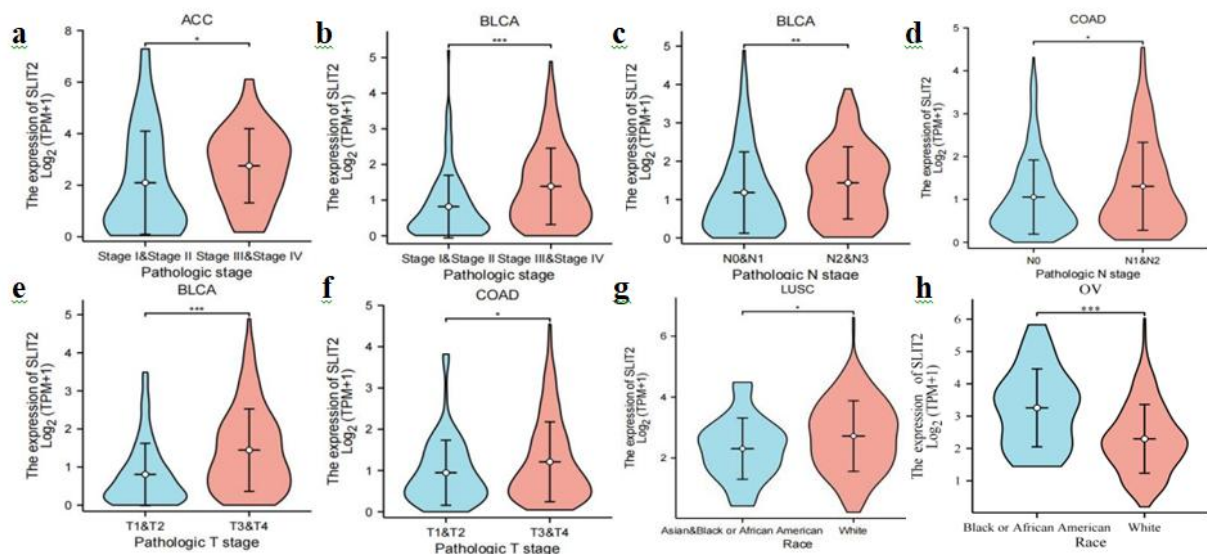 a
ACC
*
The expression of SLIT2
Log2 (TPM+1)
8
6
4
2
0
Stage I&Stage II Stage III&Stage IV
Pathologic stage
b
BLCA
***
The expression of SLIT2
Log2 (TPM+1)
5
4
3
2
1
0
Stage I&Stage II Stage III&Stage IV
Pathologic stage
c
BLCA
**
The expression of SLIT2
Log2 (TPM+1)
5
4
3
2
1
0
N0&N1 N2&N3
Pathologic N stage
d
COAD
*
The expression of SLIT2
Log2 (TPM+1)
5
4
3
2
1
0
N0 N1&N2
Pathologic N stage
e
BLCA
***
The expression of SLIT2
Log2 (TPM+1)
5
4
3
2
1
0
T1&T2 T3&T4
Pathologic T stage
f
COAD
*
The expression of SLIT2
Log2 (TPM+1)
5
4
3
2
1
0
T1&T2 T3&T4
Pathologic T stage
g
LUSC
*
The expression of SLIT2
Log2 (TPM+1)
6
4
2
Asian&Black or African American White
Race
h
OV
***
The expression of SLIT2
Log2 (TPM+1)
6
5
4
3
2
1
Black or African American White
Race